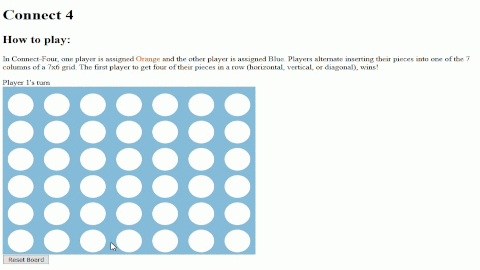 Connect 4
How to play:
In Connect-Four, one player is assigned Orange and the other player is assigned Blue. Players alternate inserting their pieces into one of the 7
columns of a 7x6 grid. The first player to get four of their pieces in a row (horizontal, vertical, or diagonal), wins!
Player 1's turn
Reset Board